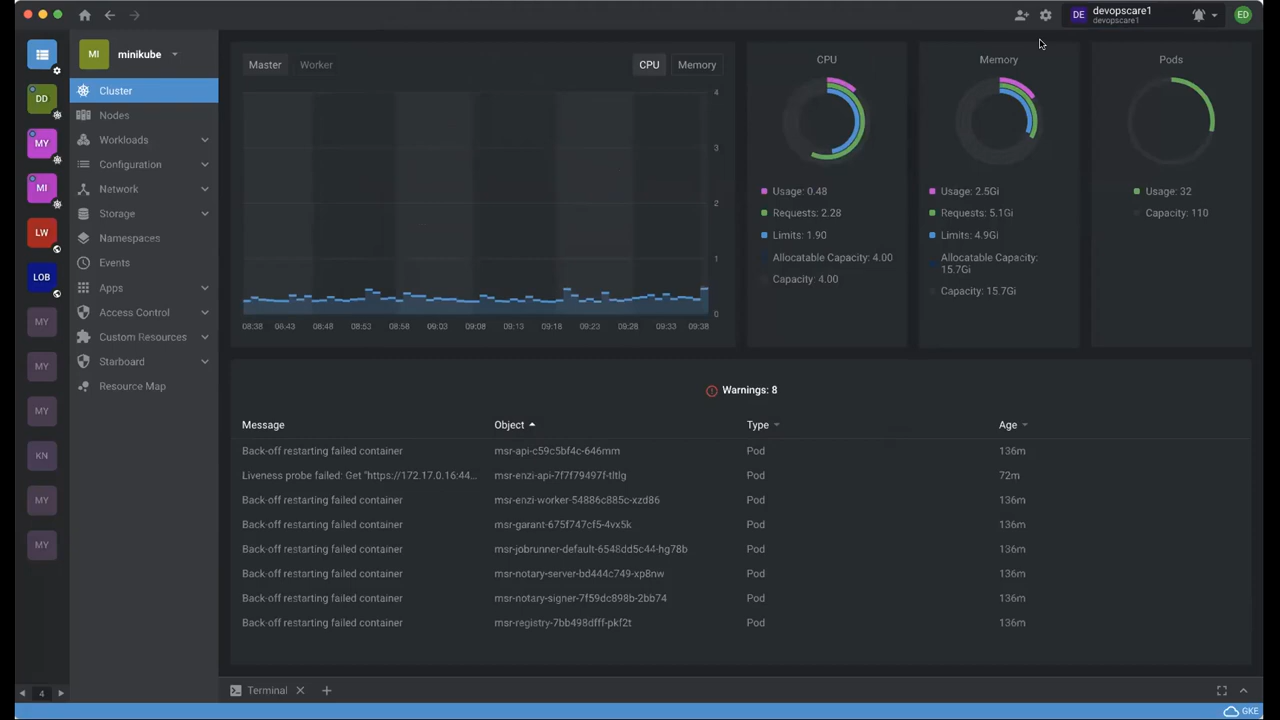 DE
devopscare1
devopscare1
ED
MI
minikube
DD
MY
MI
LW
LOB
MY
MY
MY
KN
MY
MY
4
Cluster
Nodes
Workloads
Configuration
Network
Storage
Namespaces
Events
Apps
Access Control
Custom Resources
Starboard
Resource Map
Master
Worker
CPU
Memory
4
3
2
1
0
08:38
08.43
08:48
08:53
08:58
09:03
09:08
09:13
09:18
09:23
09:28
09:33
09:38
CPU
Usage: 0.48
Requests: 2.28
Limits: 1.90
Allocatable Capacity: 4.00
Capacity: 4.00
Memory
Usage: 2.5Gi
Requests: 5.1Gi
Limits: 4.9Gi
Allocatable Capacity:
15.7Gi
Capacity: 15.7Gi
Pods
Usage: 32
Capacity: 110
Warnings: 8
Message Object Type Age
Back-off restarting failed container msr-api-c59c5bf4c-646mm Pod 136m
Liveness probe failed: Get "https://172.17.0.16:44... Pod 72m
Back-off restarting failed container msr-enzi-worker-54886c885c-xzd86 Pod 136m
Back-off restarting failed container msr-garant-675f747cf5-4vx5k Pod 136m
Back-off restarting failed container msr-jobrunner-default-6548dd5c44-hg78b Pod 136m
Back-off restarting failed container msr-notary-server-bd444c749-xp8nw Pod 136m
Back-off restarting failed container msr-notary-signer-7f59dc898b-2bb74 Pod 136m
Back-off restarting failed container msr-registry-7bb498dfff-pkf2t Pod 136m
Terminal
GKE